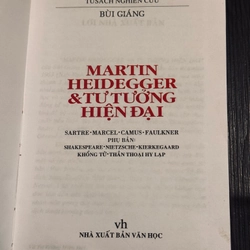 TỦ SÁCH NGHIÊN CỨU
BÙI GIÁNG
MARTIN
HEIDEGGER
& TƯ TƯỞNG
HIỆN ĐẠI
SARTRE • MARCEL • CAMUS • FAULKNER
PHỤ BẢN:
SHAKESPEARE • NIETZSCHE • KIERKEGAARD
KHỔNG TỬ • THẦN THOẠI HY LẠP
vh
NHÀ XUẤT BẢN VĂN HỌC